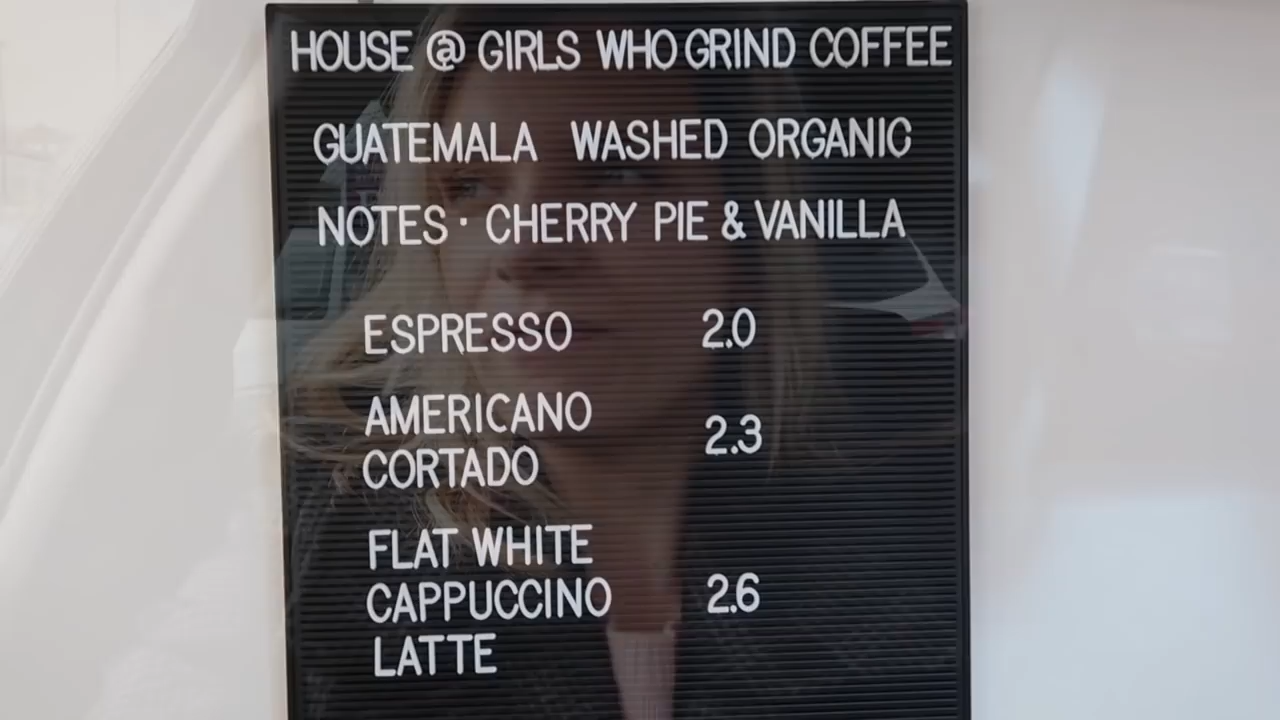 HOUSE @ GIRLS WHO GRIND COFFEE
GUATEMALA WASHED ORGANIC
NOTES · CHERRY PIE & VANILLA
ESPRESSO 2.0
AMERICANO
2.3
CORTADO
FLAT WHITE
CAPPUCCINO 2.6
LATTE